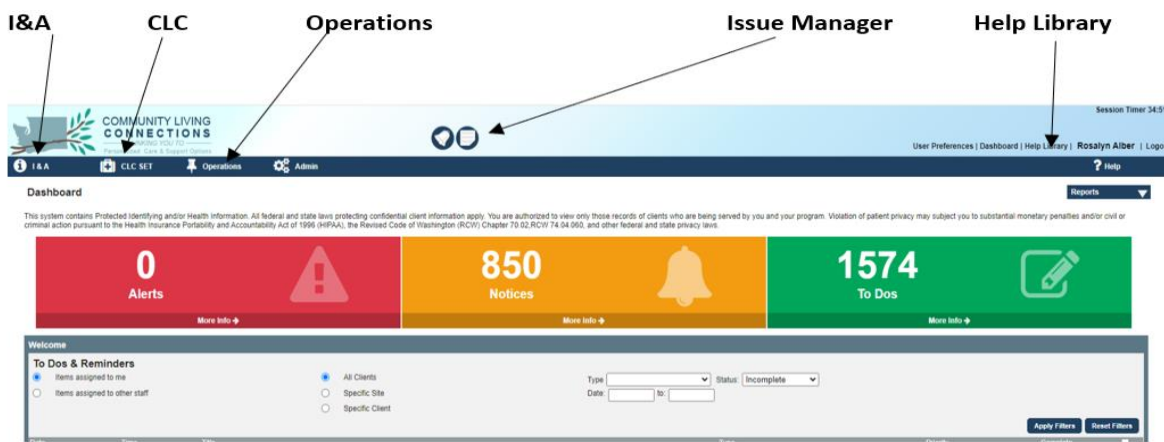 I&A CLC Operations Issue Manager Help Library
Session Timer 34:5
COMMUNITY LIVING
CONNECTIONS
LINKING YOU TO
Care & Support Options
User Preferences | Dashboard | Help Library | Rosalyn Alber | Logo
I & A CLC SET Operations Admin ? Help
Dashboard Reports
This system contains Protected Identifying and/or Health Information. All federal and state laws protecting confidential client information apply. You are authorized to view only those records of clients who are being served by you and your program. Violation of patient privacy may subject you to substantial monetary penalties and/or civil or
criminal action pursuant to the Health Insurance Portability and Accountability Act of 1996 (HIPAA), the Revised Code of Washington (RCW) Chapter 70.02,RCW 74.04.060, and other federal and state privacy laws.
0 850 1574
Alerts Notices To Dos
More Info More Info More Info
Welcome
To Dos & Reminders
Items assigned to me All Clients Type Status: Incomplete
Items assigned to other staff Specific Site Date: to:
Specific Client
Apply Filters Reset Filters